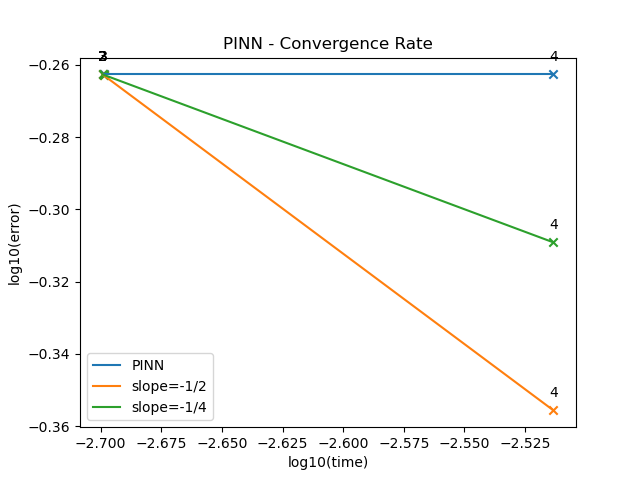 PINN - Convergence Rate
3
4
4
4
−0.26
−0.28
−0.30
−0.32
−0.34
−0.36
log10(error)
PINN
slope=-1/2
slope=-1/4
−2.700 −2.675 −2.650 −2.625 −2.600 −2.575 −2.550 −2.525
log10(time)